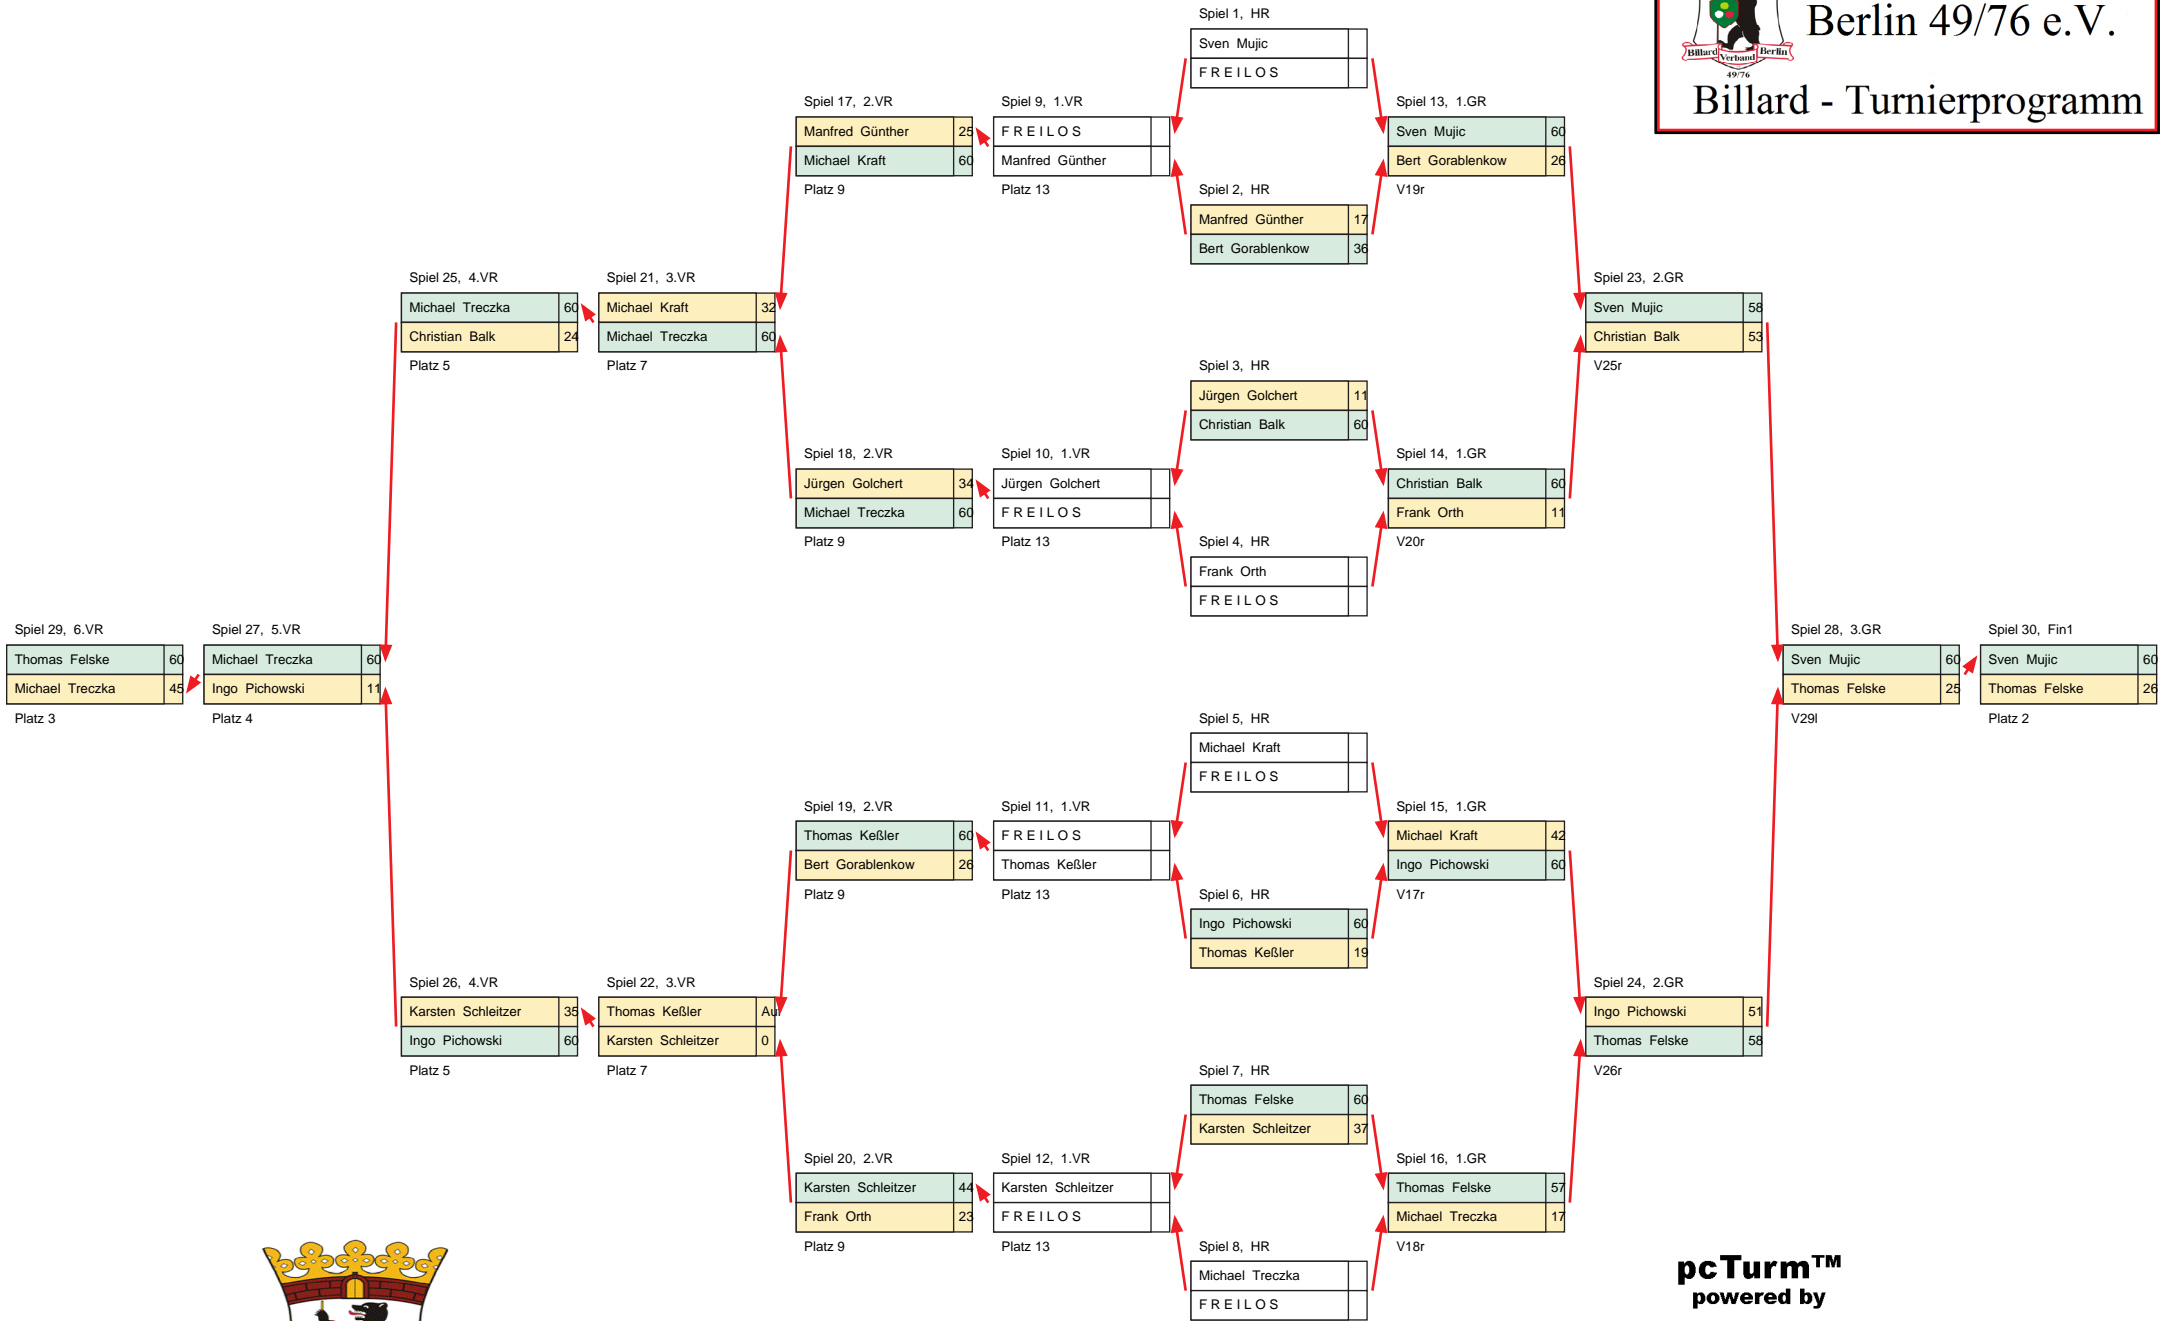 Berlin 49/76 e.V.
Billard Verband Berlin
49/76
Billard - Turnierprogramm
Spiel 1, HR
Sven Mujic
FREILOS
Spiel 17, 2.VR
Manfred Günther 25
Michael Kraft 60
Platz 9
Spiel 9, 1.VR
FREILOS
Manfred Günther
Platz 13
Spiel 13, 1.GR
Sven Mujic 60
Bert Gorablenkow 26
V19r
Spiel 2, HR
Manfred Günther 17
Bert Gorablenkow 36
Spiel 25, 4.VR
Michael Treczka 60
Christian Balk 24
Platz 5
Spiel 21, 3.VR
Michael Kraft 32
Michael Treczka 60
Platz 7
Spiel 23, 2.GR
Sven Mujic 58
Christian Balk 53
V25r
Spiel 3, HR
Jürgen Golchert 11
Christian Balk 60
Spiel 18, 2.VR
Jürgen Golchert 34
Michael Treczka 60
Platz 9
Spiel 10, 1.VR
Jürgen Golchert
FREILOS
Platz 13
Spiel 14, 1.GR
Christian Balk 60
Frank Orth 11
V20r
Spiel 4, HR
Frank Orth
FREILOS
Spiel 29, 6.VR
Thomas Felske 60
Michael Treczka 45
Platz 3
Spiel 27, 5.VR
Michael Treczka 60
Ingo Pichowski 11
Platz 4
Spiel 28, 3.GR
Sven Mujic 60
Thomas Felske 25
V29l
Spiel 30, Fin1
Sven Mujic 60
Thomas Felske 26
Platz 2
Spiel 5, HR
Michael Kraft
FREILOS
Spiel 19, 2.VR
Thomas Keßler 60
Bert Gorablenkow 26
Platz 9
Spiel 11, 1.VR
FREILOS
Thomas Keßler
Platz 13
Spiel 15, 1.GR
Michael Kraft 42
Ingo Pichowski 60
V17r
Spiel 6, HR
Ingo Pichowski 60
Thomas Keßler 19
Spiel 26, 4.VR
Karsten Schleitzer 35
Ingo Pichowski 60
Platz 5
Spiel 22, 3.VR
Thomas Keßler Au
Karsten Schleitzer 0
Platz 7
Spiel 24, 2.GR
Ingo Pichowski 51
Thomas Felske 58
V26r
Spiel 7, HR
Thomas Felske 60
Karsten Schleitzer 37
Spiel 20, 2.VR
Karsten Schleitzer 44
Frank Orth 23
Platz 9
Spiel 12, 1.VR
Karsten Schleitzer
FREILOS
Platz 13
Spiel 16, 1.GR
Thomas Felske 57
Michael Treczka 17
V18r
Spiel 8, HR
Michael Treczka
FREILOS
pcTurm™
powered by